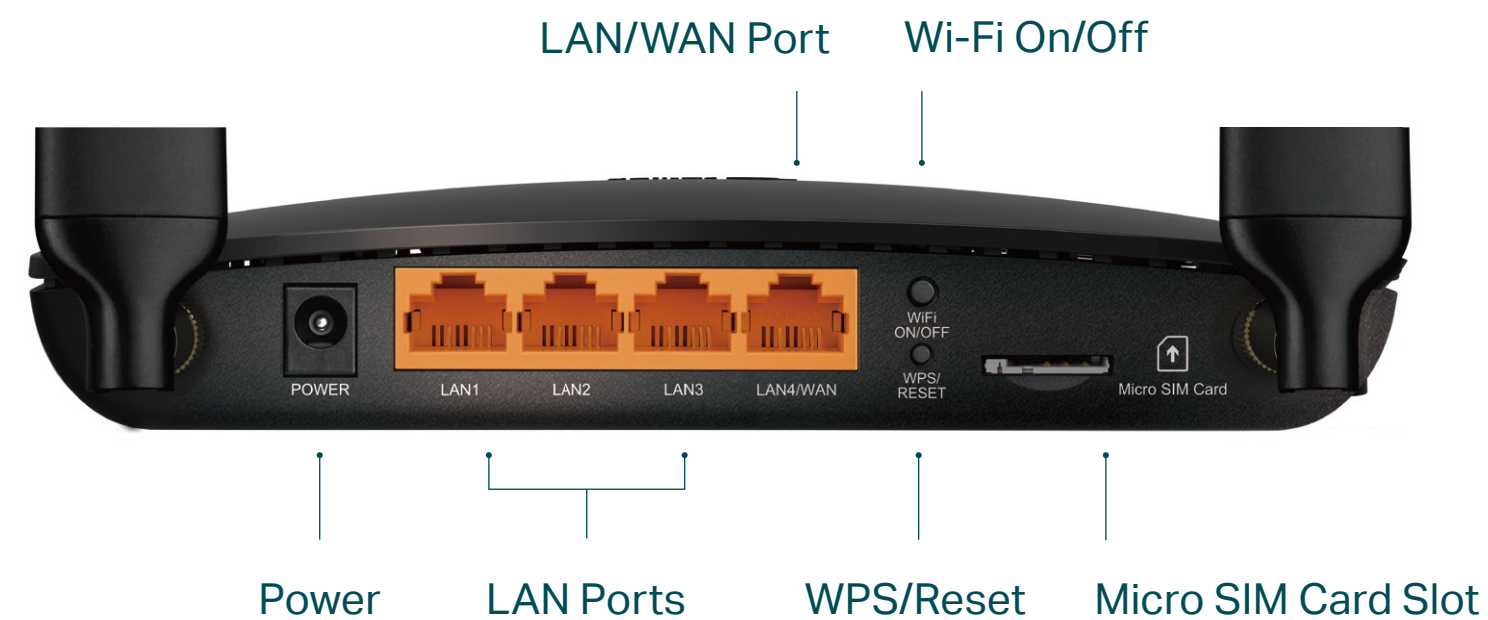 LAN/WAN Port
Wi-Fi On/Off
POWER
LAN1
LAN2
LAN3
LAN4/WAN
WiFi
ON/OFF
WPS/
RESET
Micro SIM Card
Power
LAN Ports
WPS/Reset
Micro SIM Card Slot